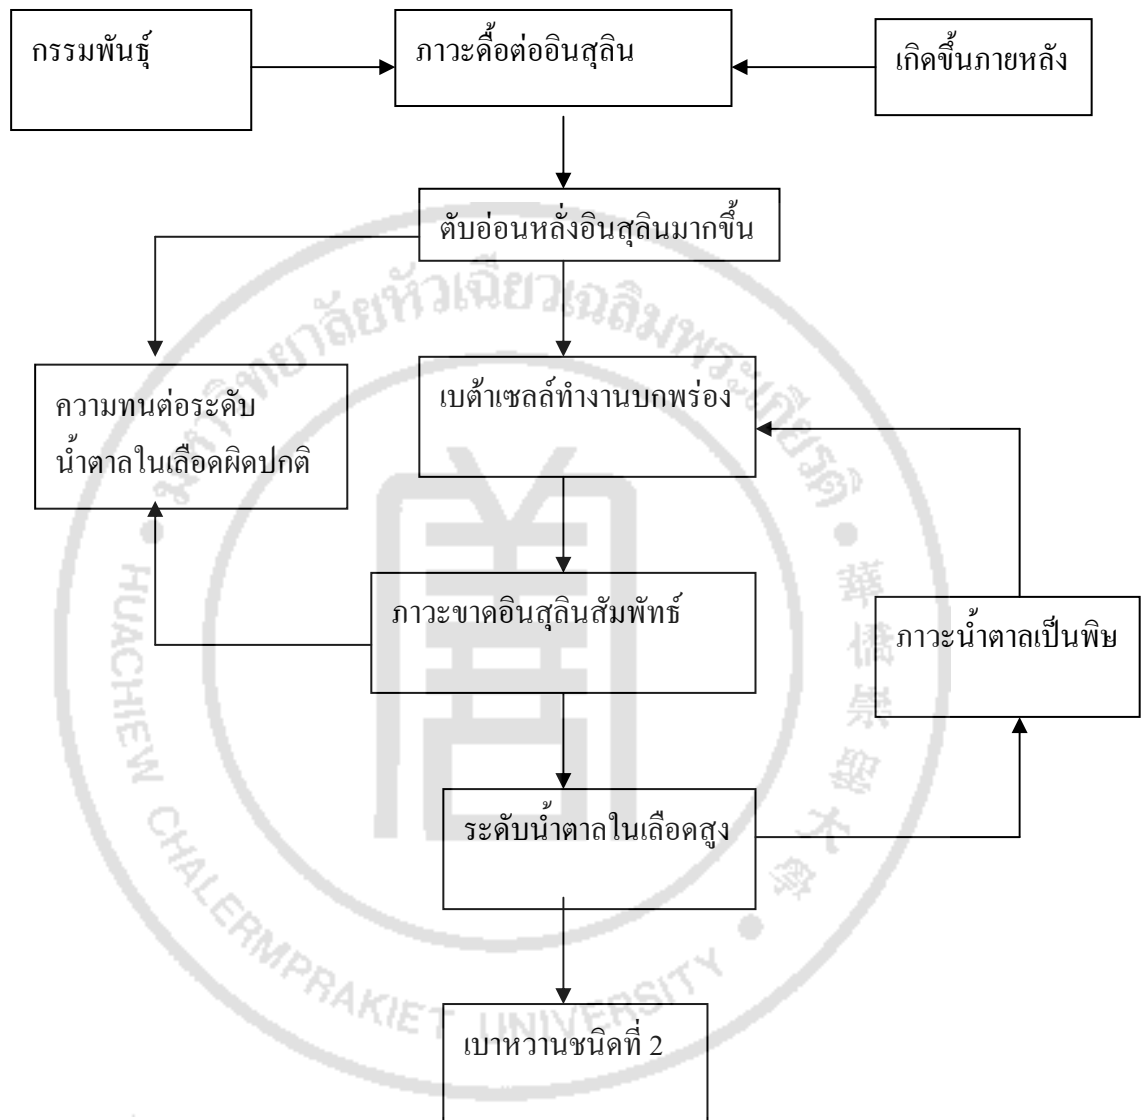 กรรมพันธุ์
ภาวะดื้อต่ออินสุลิน
เกิดขึ้นภายหลัง
ตับอ่อนหลั่งอินสุลินมากขึ้น
ความทนต่อระดับ
น้ำตาลในเลือดผิดปกติ
เบต้าเซลล์ทำงานบกพร่อง
ภาวะขาดอินสุลินสัมพัทธ์
ภาวะน้ำตาลเป็นพิษ
ระดับน้ำตาลในเลือดสูง
เบาหวานชนิดที่ 2
มหาวิทยาลัยหัวเฉียวเฉลิมพระเกียรติ
華僑崇聖大學
HUACHIEW CHALERMPRAKIET UNIVERSITY